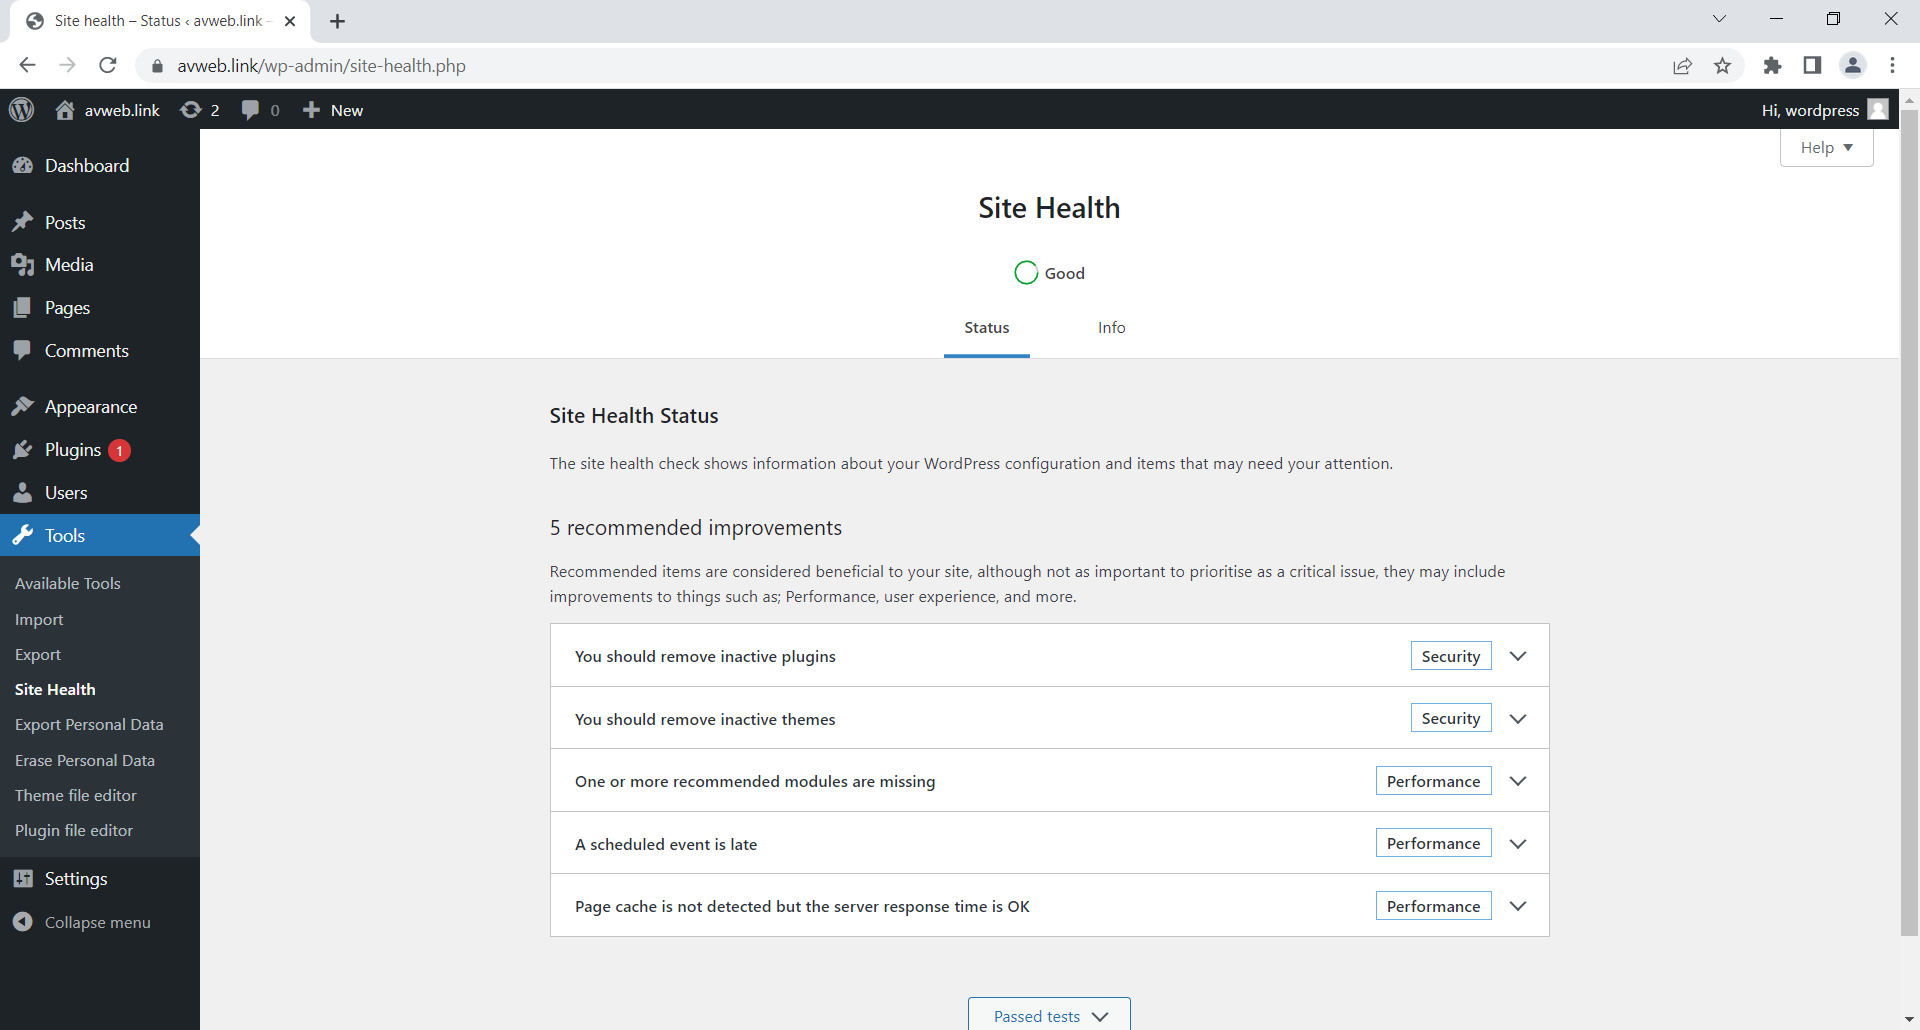 Site health – Status ‹ avweb.link –
avweb.link/wp-admin/site-health.php
avweb.link 2 0 New
Hi, wordpress
Help
Dashboard
Posts
Media
Pages
Comments
Appearance
Plugins 1
Users
Tools
Available Tools
Import
Export
Site Health
Export Personal Data
Erase Personal Data
Theme file editor
Plugin file editor
Settings
Collapse menu
Site Health
Good
Status Info
Site Health Status
The site health check shows information about your WordPress configuration and items that may need your attention.
5 recommended improvements
Recommended items are considered beneficial to your site, although not as important to prioritise as a critical issue, they may include
improvements to things such as; Performance, user experience, and more.
You should remove inactive plugins Security
You should remove inactive themes Security
One or more recommended modules are missing Performance
A scheduled event is late Performance
Page cache is not detected but the server response time is OK Performance
Passed tests